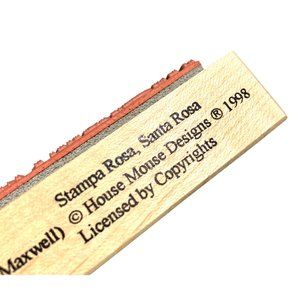 Stampa Rosa, Santa Rosa
© House Mouse Designs ® 1998
Maxwell) Licensed by Copyrights